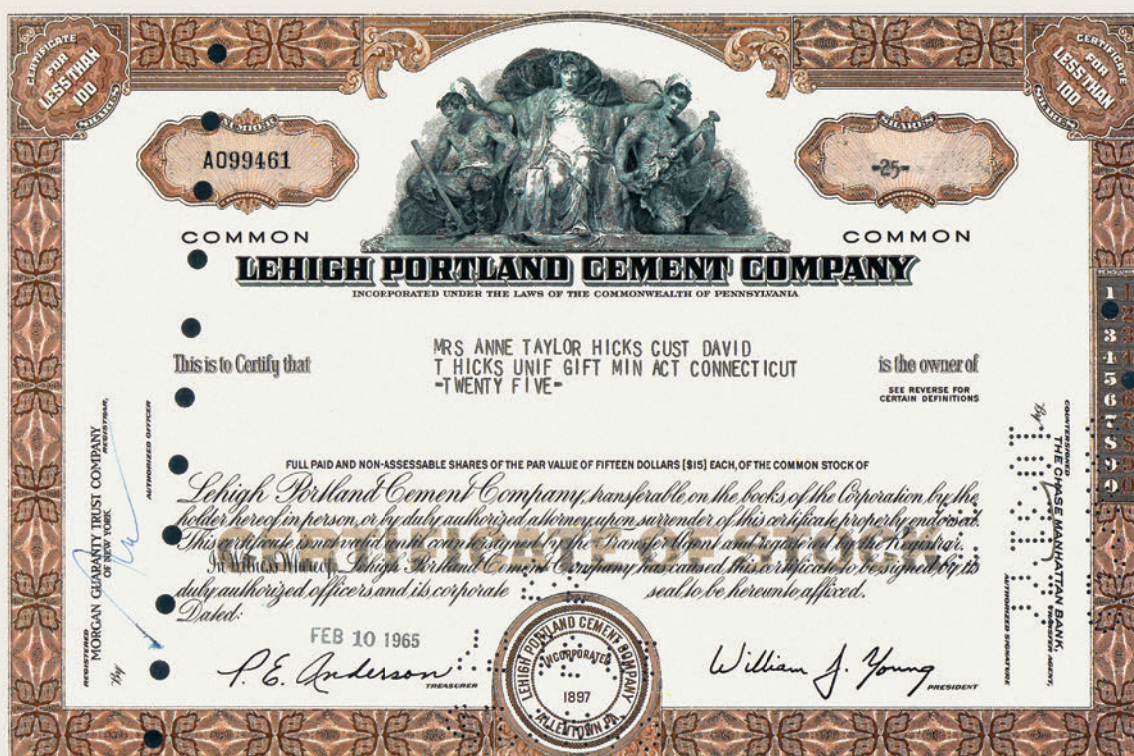 CERTIFICATE
FOR
LESS THAN
100
SHARES
CERTIFICATE
FOR
LESS THAN
100
SHARES
NUMBER
A099461
SHARES
-25-
COMMON
COMMON
LEHIGH PORTLAND CEMENT COMPANY
INCORPORATED UNDER THE LAWS OF THE COMMONWEALTH OF PENNSYLVANIA
This is to Certify that
MRS ANNE TAYLOR HICKS CUST DAVID
T HICKS UNIF GIFT MIN ACT CONNECTICUT
-TWENTY FIVE-
is the owner of
SEE REVERSE FOR
CERTAIN DEFINITIONS
FULL PAID AND NON-ASSESSABLE SHARES OF THE PAR VALUE OF FIFTEEN DOLLARS [$15] EACH, OF THE COMMON STOCK OF
Lehigh Portland Cement Company, transferable on the books of the Corporation by the
holder hereof in person, or by duly authorized attorney upon surrender of this certificate properly endorsed.
This certificate is not valid until countersigned by the Transfer Agent and registered by the Registrar.
In Witness Whereof, Lehigh Portland Cement Company has caused this certificate to be signed by its
duly authorized officers and its corporate seal to be hereunto affixed.
Dated:
FEB 10 1965
P. E. Anderson
TREASURER
LEHIGH PORTLAND CEMENT COMPANY
INCORPORATED
1897
ALLENTOWN, PA.
William J. Young
PRESIDENT
REGISTERED
MORGAN GUARANTY TRUST COMPANY
OF NEW YORK
REGISTRAR,
By
AUTHORIZED OFFICER
COUNTERSIGNED
THE CHASE MANHATTAN BANK,
TRANSFER AGENT,
By
AUTHORIZED SIGNATURE
1
3
4
5
6
7
8
9
0